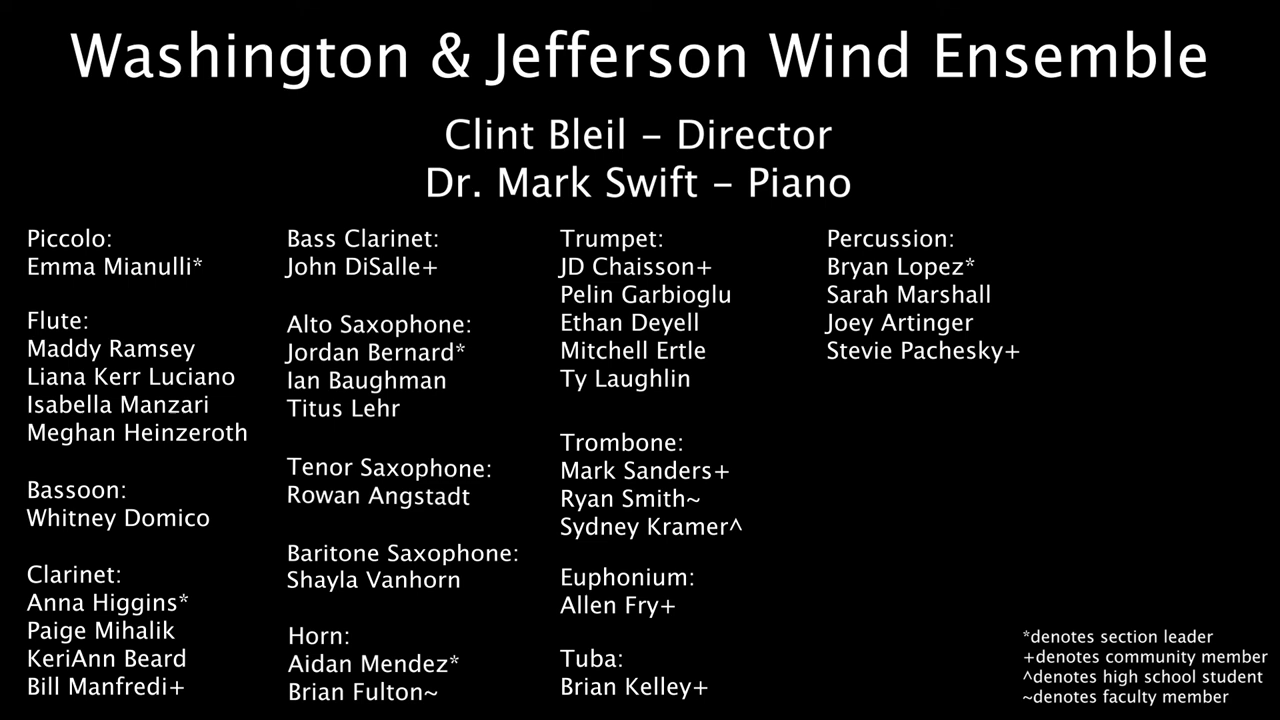 Washington & Jefferson Wind Ensemble
Clint Bleil – Director
Dr. Mark Swift – Piano
Piccolo:
Emma Mianulli*
Flute:
Maddy Ramsey
Liana Kerr Luciano
Isabella Manzari
Meghan Heinzeroth
Bassoon:
Whitney Domico
Clarinet:
Anna Higgins*
Paige Mihalik
KeriAnn Beard
Bill Manfredi+
Bass Clarinet:
John DiSalle+
Alto Saxophone:
Jordan Bernard*
Ian Baughman
Titus Lehr
Tenor Saxophone:
Rowan Angstadt
Baritone Saxophone:
Shayla Vanhorn
Horn:
Aidan Mendez*
Brian Fulton~
Trumpet:
JD Chaisson+
Pelin Garbioglu
Ethan Deyell
Mitchell Ertle
Ty Laughlin
Trombone:
Mark Sanders+
Ryan Smith~
Sydney Kramer^
Euphonium:
Allen Fry+
Tuba:
Brian Kelley+
Percussion:
Bryan Lopez*
Sarah Marshall
Joey Artinger
Stevie Pachesky+
*denotes section leader
+denotes community member
^denotes high school student
~denotes faculty member